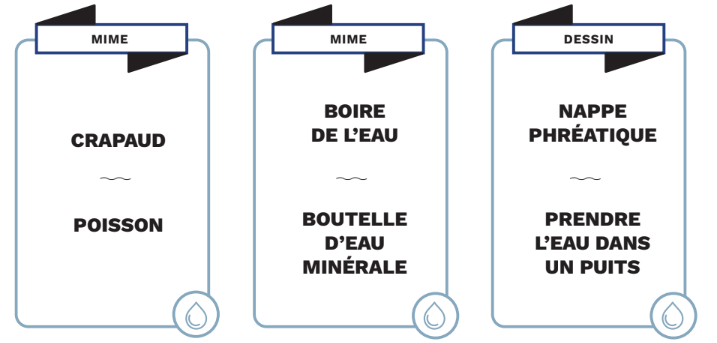 MIME
CRAPAUD
POISSON
MIME
BOIRE
DE L'EAU
BOUTELLE
D'EAU
MINÉRALE
DESSIN
NAPPE
PHRÉATIQUE
PRENDRE
L'EAU DANS
UN PUITS